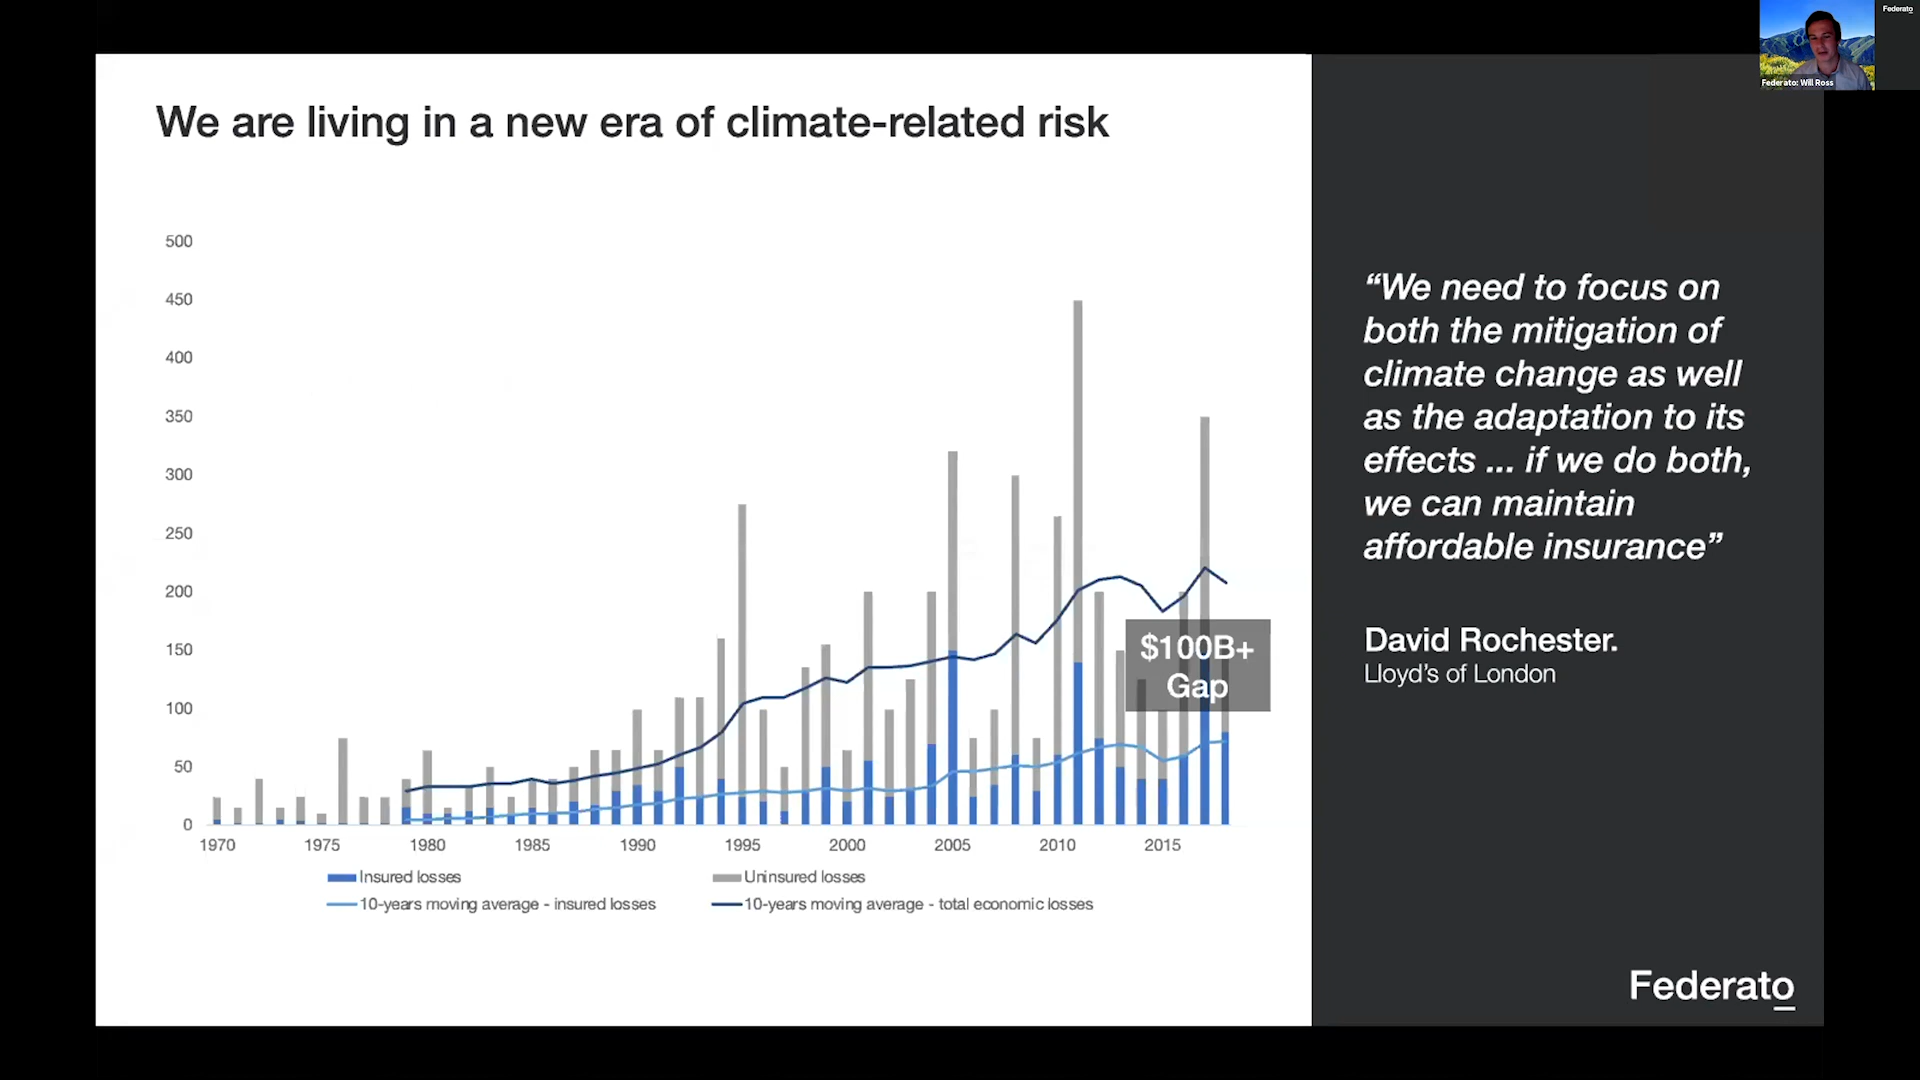 Federato
Federato: Will Ross
We are living in a new era of climate-related risk
500
450
400
350
300
250
200
150
100
50
0
1970 1975 1980 1985 1990 1995 2000 2005 2010 2015
$100B+
Gap
Insured losses
Uninsured losses
10-years moving average - insured losses
10-years moving average - total economic losses
“We need to focus on
both the mitigation of
climate change as well
as the adaptation to its
effects ... if we do both,
we can maintain
affordable insurance”
David Rochester.
Lloyd’s of London
Federato